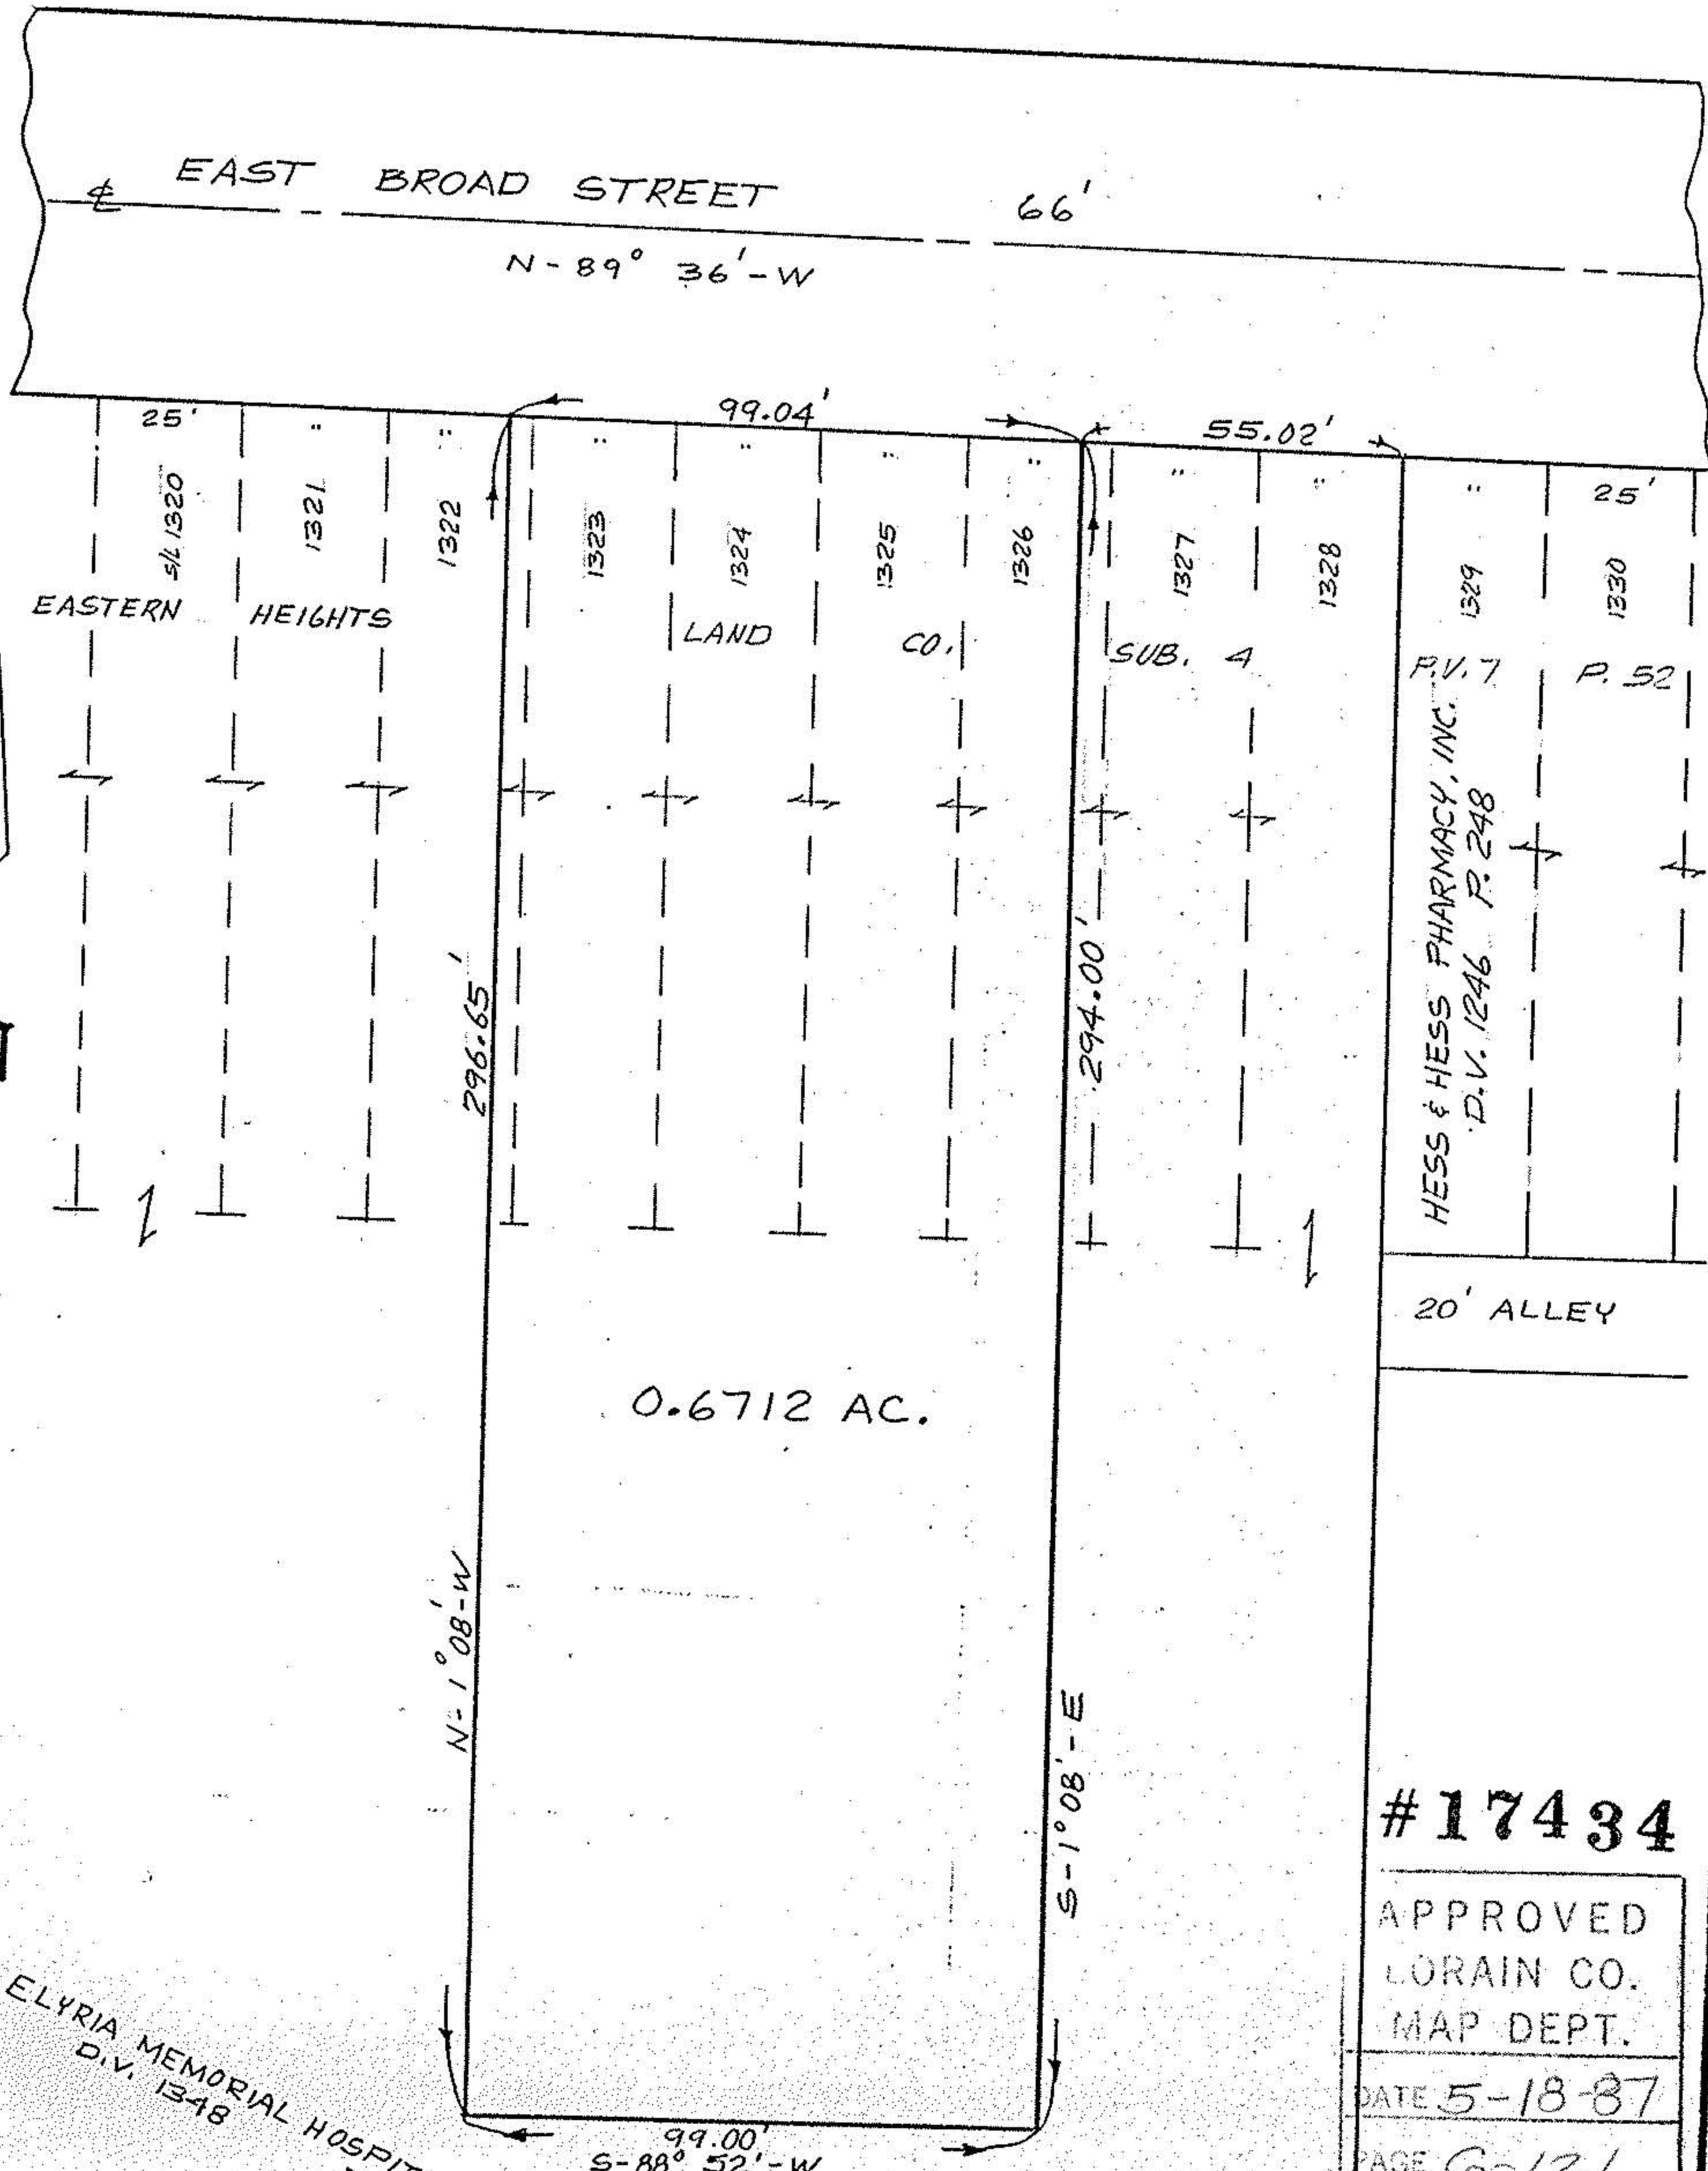 EAST BROAD STREET 66'
N-89° 36'-W
99.04'
55.02'
25' " " " " " " " " " 25'
S/L 1320
1321
1322
1323
1324
1325
1326
1327
1328
1329
1330
EASTERN HEIGHTS LAND CO. SUB. 4 P.V. 7 P. 52
HESS & HESS PHARMACY, INC.
D.V. 1246 P. 248
296.65'
294.00'
20' ALLEY
0.6712 AC.
N-1° 08'-W
S-1° 08'-E
#17434
APPROVED
LORAIN CO.
MAP DEPT.
DATE 5-18-87
PAGE
ELYRIA MEMORIAL
D.V. 1348
99.00'
S-88° 52'-W